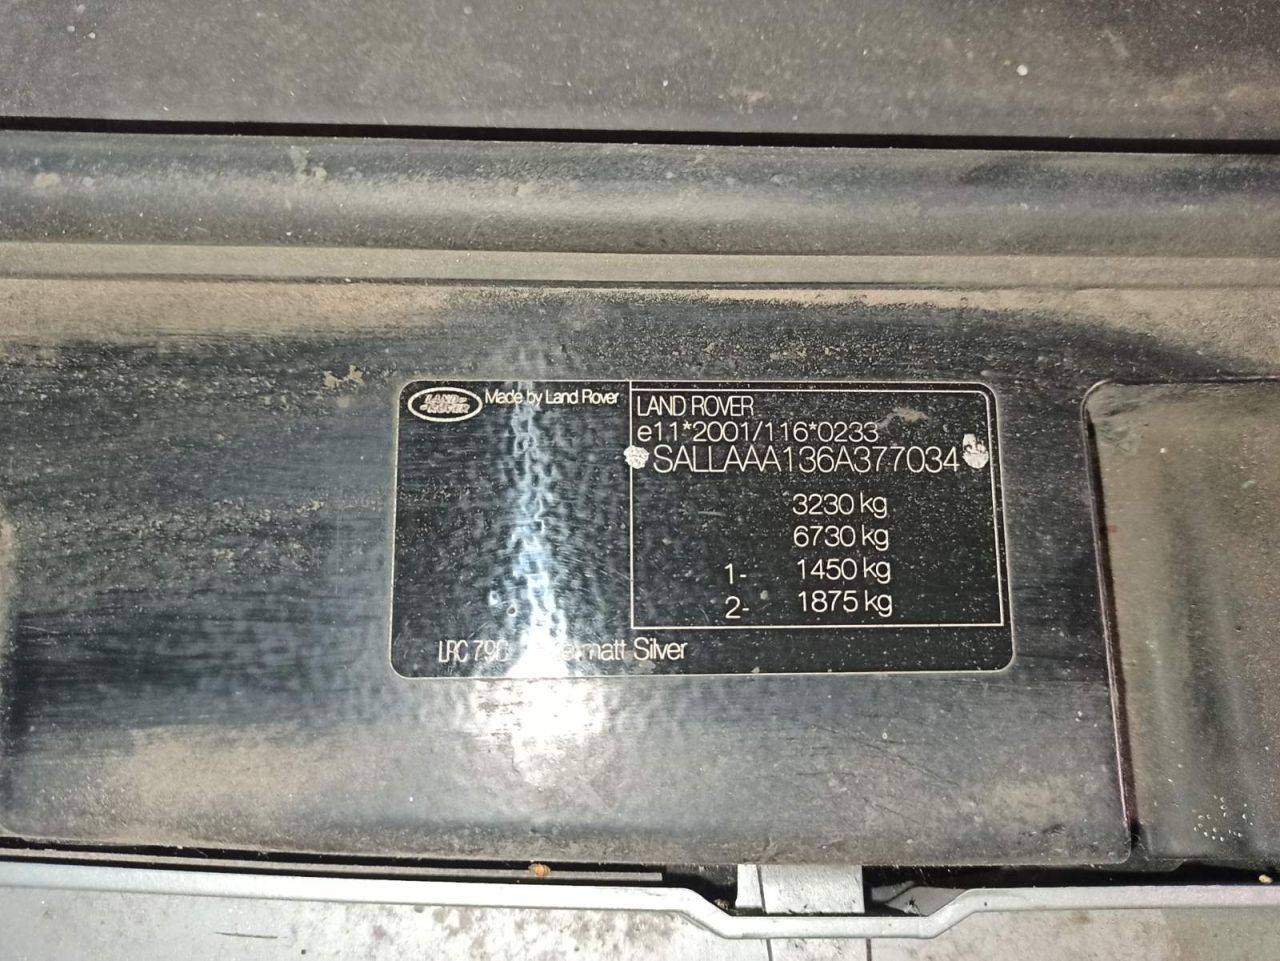 LAND-
-ROVER
Made by Land Rover
LAND ROVER
e11*2001/116*0233
SALLAAA136A377034
3230 kg
6730 kg
1- 1450 kg
2- 1875 kg
LRC Silver